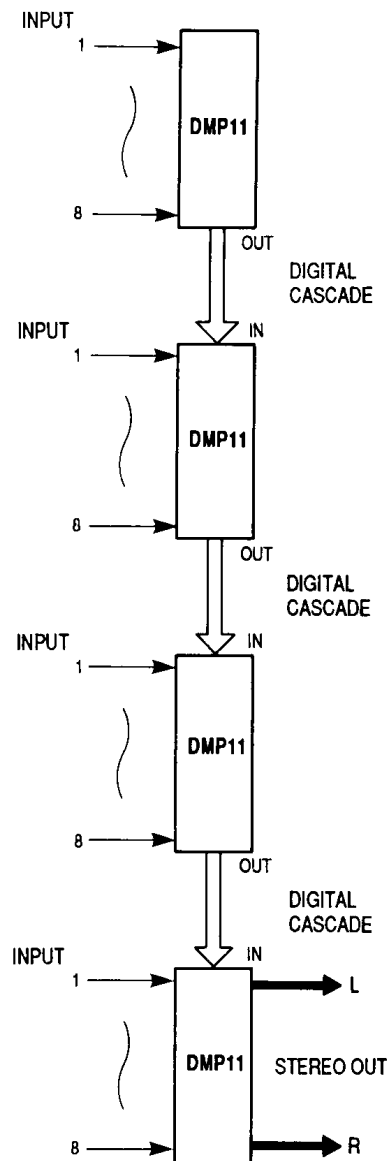 INPUT
1
DMP11
8
OUT
DIGITAL
CASCADE
INPUT
IN
1
DMP11
8
OUT
DIGITAL
CASCADE
INPUT
IN
1
DMP11
8
OUT
DIGITAL
CASCADE
INPUT
IN
1
L
DMP11
STEREO OUT
8
R